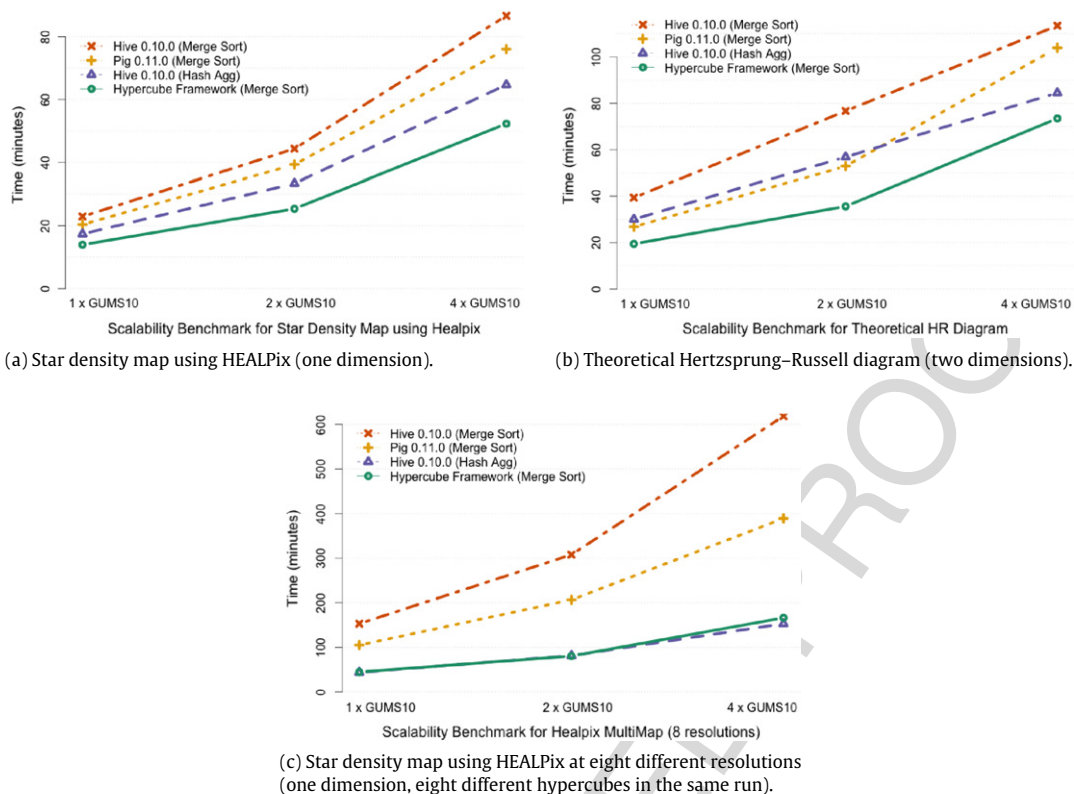 Time (minutes)
80
60
40
20
0
Hive 0.10.0 (Merge Sort)
Pig 0.11.0 (Merge Sort)
Hive 0.10.0 (Hash Agg)
Hypercube Framework (Merge Sort)
1 x GUMS10 2 x GUMS10 4 x GUMS10
Scalability Benchmark for Star Density Map using Healpix
(a) Star density map using HEALPix (one dimension).
Time (minutes)
100
80
60
40
20
0
Hive 0.10.0 (Merge Sort)
Pig 0.11.0 (Merge Sort)
Hive 0.10.0 (Hash Agg)
Hypercube Framework (Merge Sort)
1 x GUMS10 2 x GUMS10 4 x GUMS10
Scalability Benchmark for Theoretical HR Diagram
(b) Theoretical Hertzsprung–Russell diagram (two dimensions).
Time (minutes)
600
500
400
300
200
100
0
Hive 0.10.0 (Merge Sort)
Pig 0.11.0 (Merge Sort)
Hive 0.10.0 (Hash Agg)
Hypercube Framework (Merge Sort)
1 x GUMS10 2 x GUMS10 4 x GUMS10
Scalability Benchmark for Healpix MultiMap (8 resolutions)
(c) Star density map using HEALPix at eight different resolutions
(one dimension, eight different hypercubes in the same run).